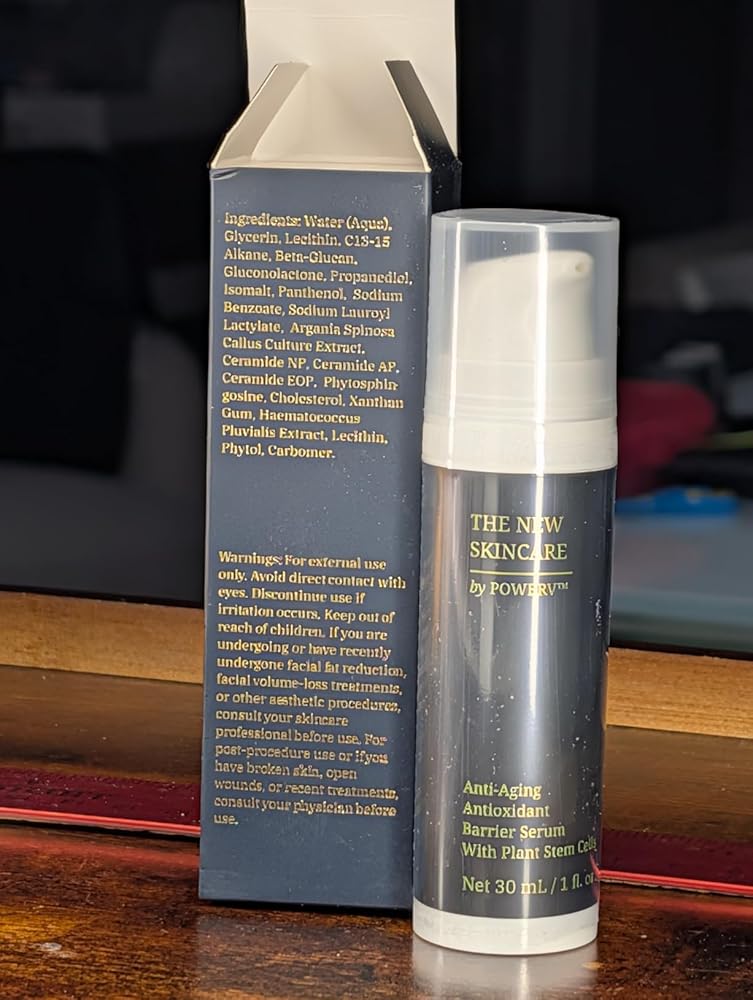 Ingredients: Water (Aqua),
Glycerin, Lecithin, C13-15
Alkane, Beta-Glucan,
Gluconolactone, Propanediol,
Isomalt, Panthenol, Sodium
Benzoate, Sodium Lauroyl
Lactylate, Argania Spinosa
Callus Culture Extract,
Ceramide NP, Ceramide AP,
Ceramide EOP, Phytosphin-
gosine, Cholesterol, Xanthan
Gum, Haematococcus
Pluvialis Extract, Lecithin,
Phytol, Carbomer.
Warnings: For external use
only. Avoid direct contact with
eyes. Discontinue use if
irritation occurs. Keep out of
reach of children. If you are
undergoing or have recently
undergone facial fat reduction,
facial volume-loss treatments,
or other aesthetic procedures,
consult your skincare
professional before use. For
post-procedure use or if you
have broken skin, open
wounds, or recent treatments,
consult your physician before
use.
THE NEW
SKINCARE
by POWERV™
Anti-Aging
Antioxidant
Barrier Serum
With Plant Stem Cells
Net 30 mL / 1 fl. oz